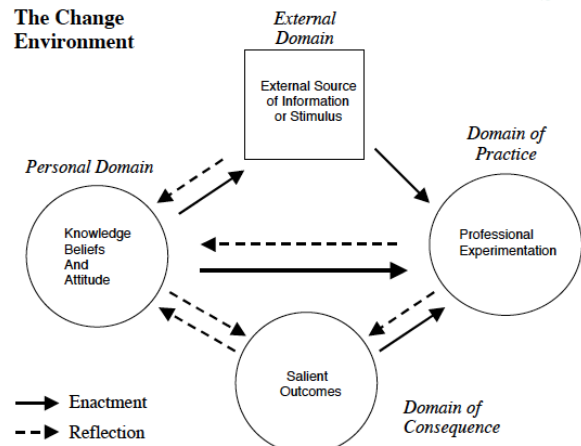 The Change
Environment
External
Domain
External Source
of Information
or Stimulus
Domain of
Practice
Personal Domain
Knowledge
Beliefs
And
Attitude
Professional
Experimentation
Salient
Outcomes
Enactment
Reflection
Domain of
Consequence